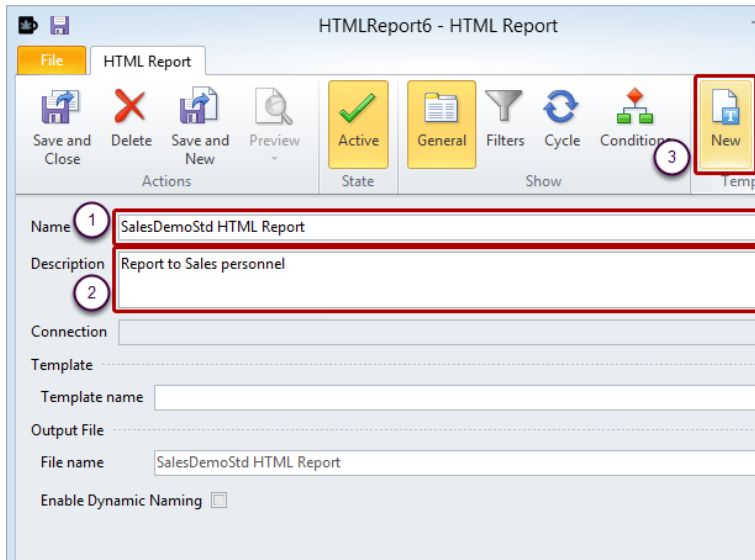 HTMLReport6 - HTML Report
File HTML Report
Save and Close Delete Save and New Preview Active General Filters Cycle Conditions 3 New
Actions State Show
Name 1 SalesDemoStd HTML Report
Description Report to Sales personnel
2
Connection
Template
Template name
Output File
File name SalesDemoStd HTML Report
Enable Dynamic Naming